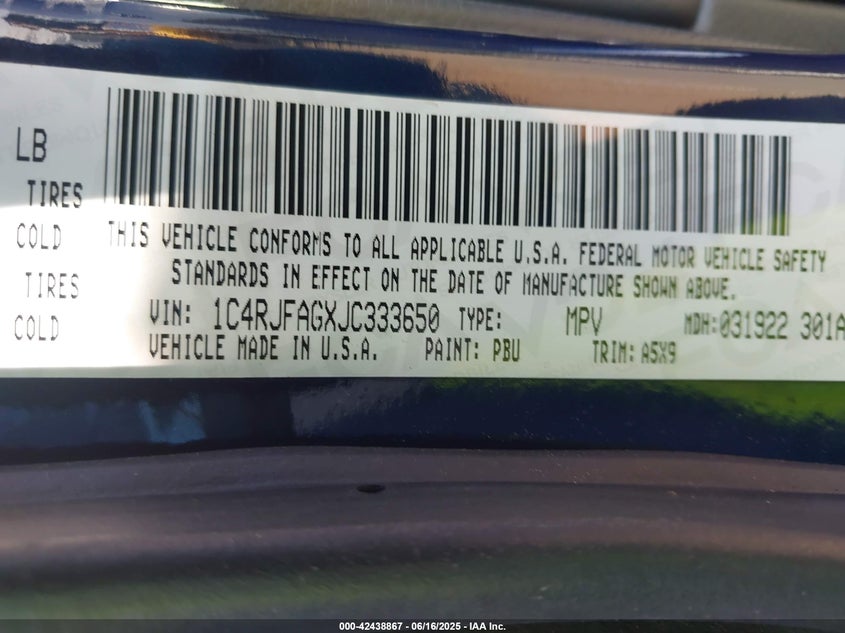 LB
TIRES
COLD
TIRES
COLD
THIS VEHICLE CONFORMS TO ALL APPLICABLE U.S.A. FEDERAL MOTOR VEHICLE SAFETY
STANDARDS IN EFFECT ON THE DATE OF MANUFACTURE SHOWN ABOVE.
VIN: 1C4RJFAGXJC333650 TYPE: MPV MDH:031922 301A
VEHICLE MADE IN U.S.A. PAINT: PBU TRIM: A5X9
000-42438867 - 06/16/2025 - IAA Inc.